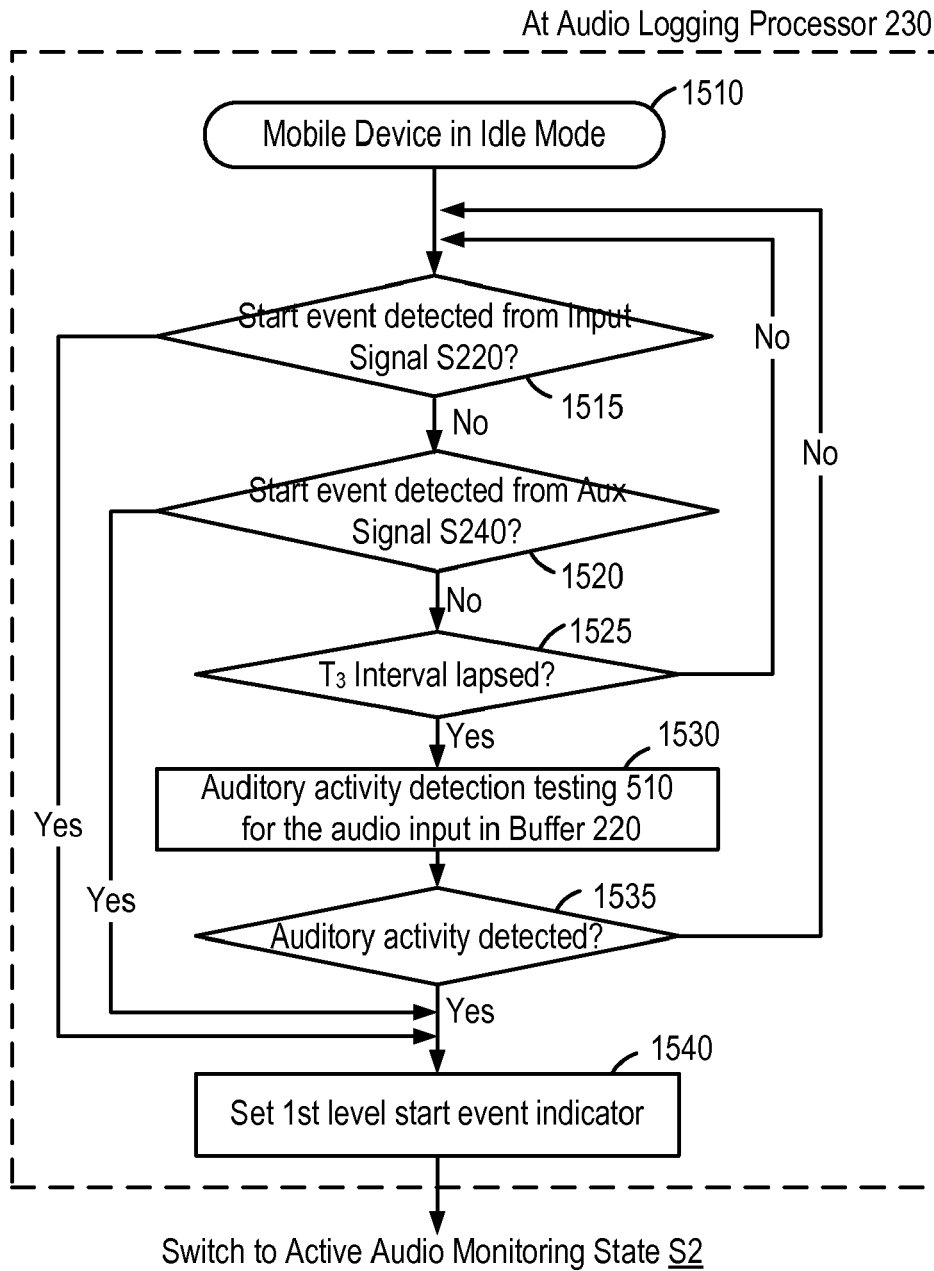 At Audio Logging Processor 230
1510
Mobile Device in Idle Mode
Start event detected from Input
Signal S220?
1515
No
No
No
Start event detected from Aux
Signal S240?
1520
No
1525
T₃ Interval lapsed?
Yes
1530
Auditory activity detection testing 510
for the audio input in Buffer 220
Yes
Yes
1535
Auditory activity detected?
Yes
1540
Set 1st level start event indicator
Switch to Active Audio Monitoring State S2